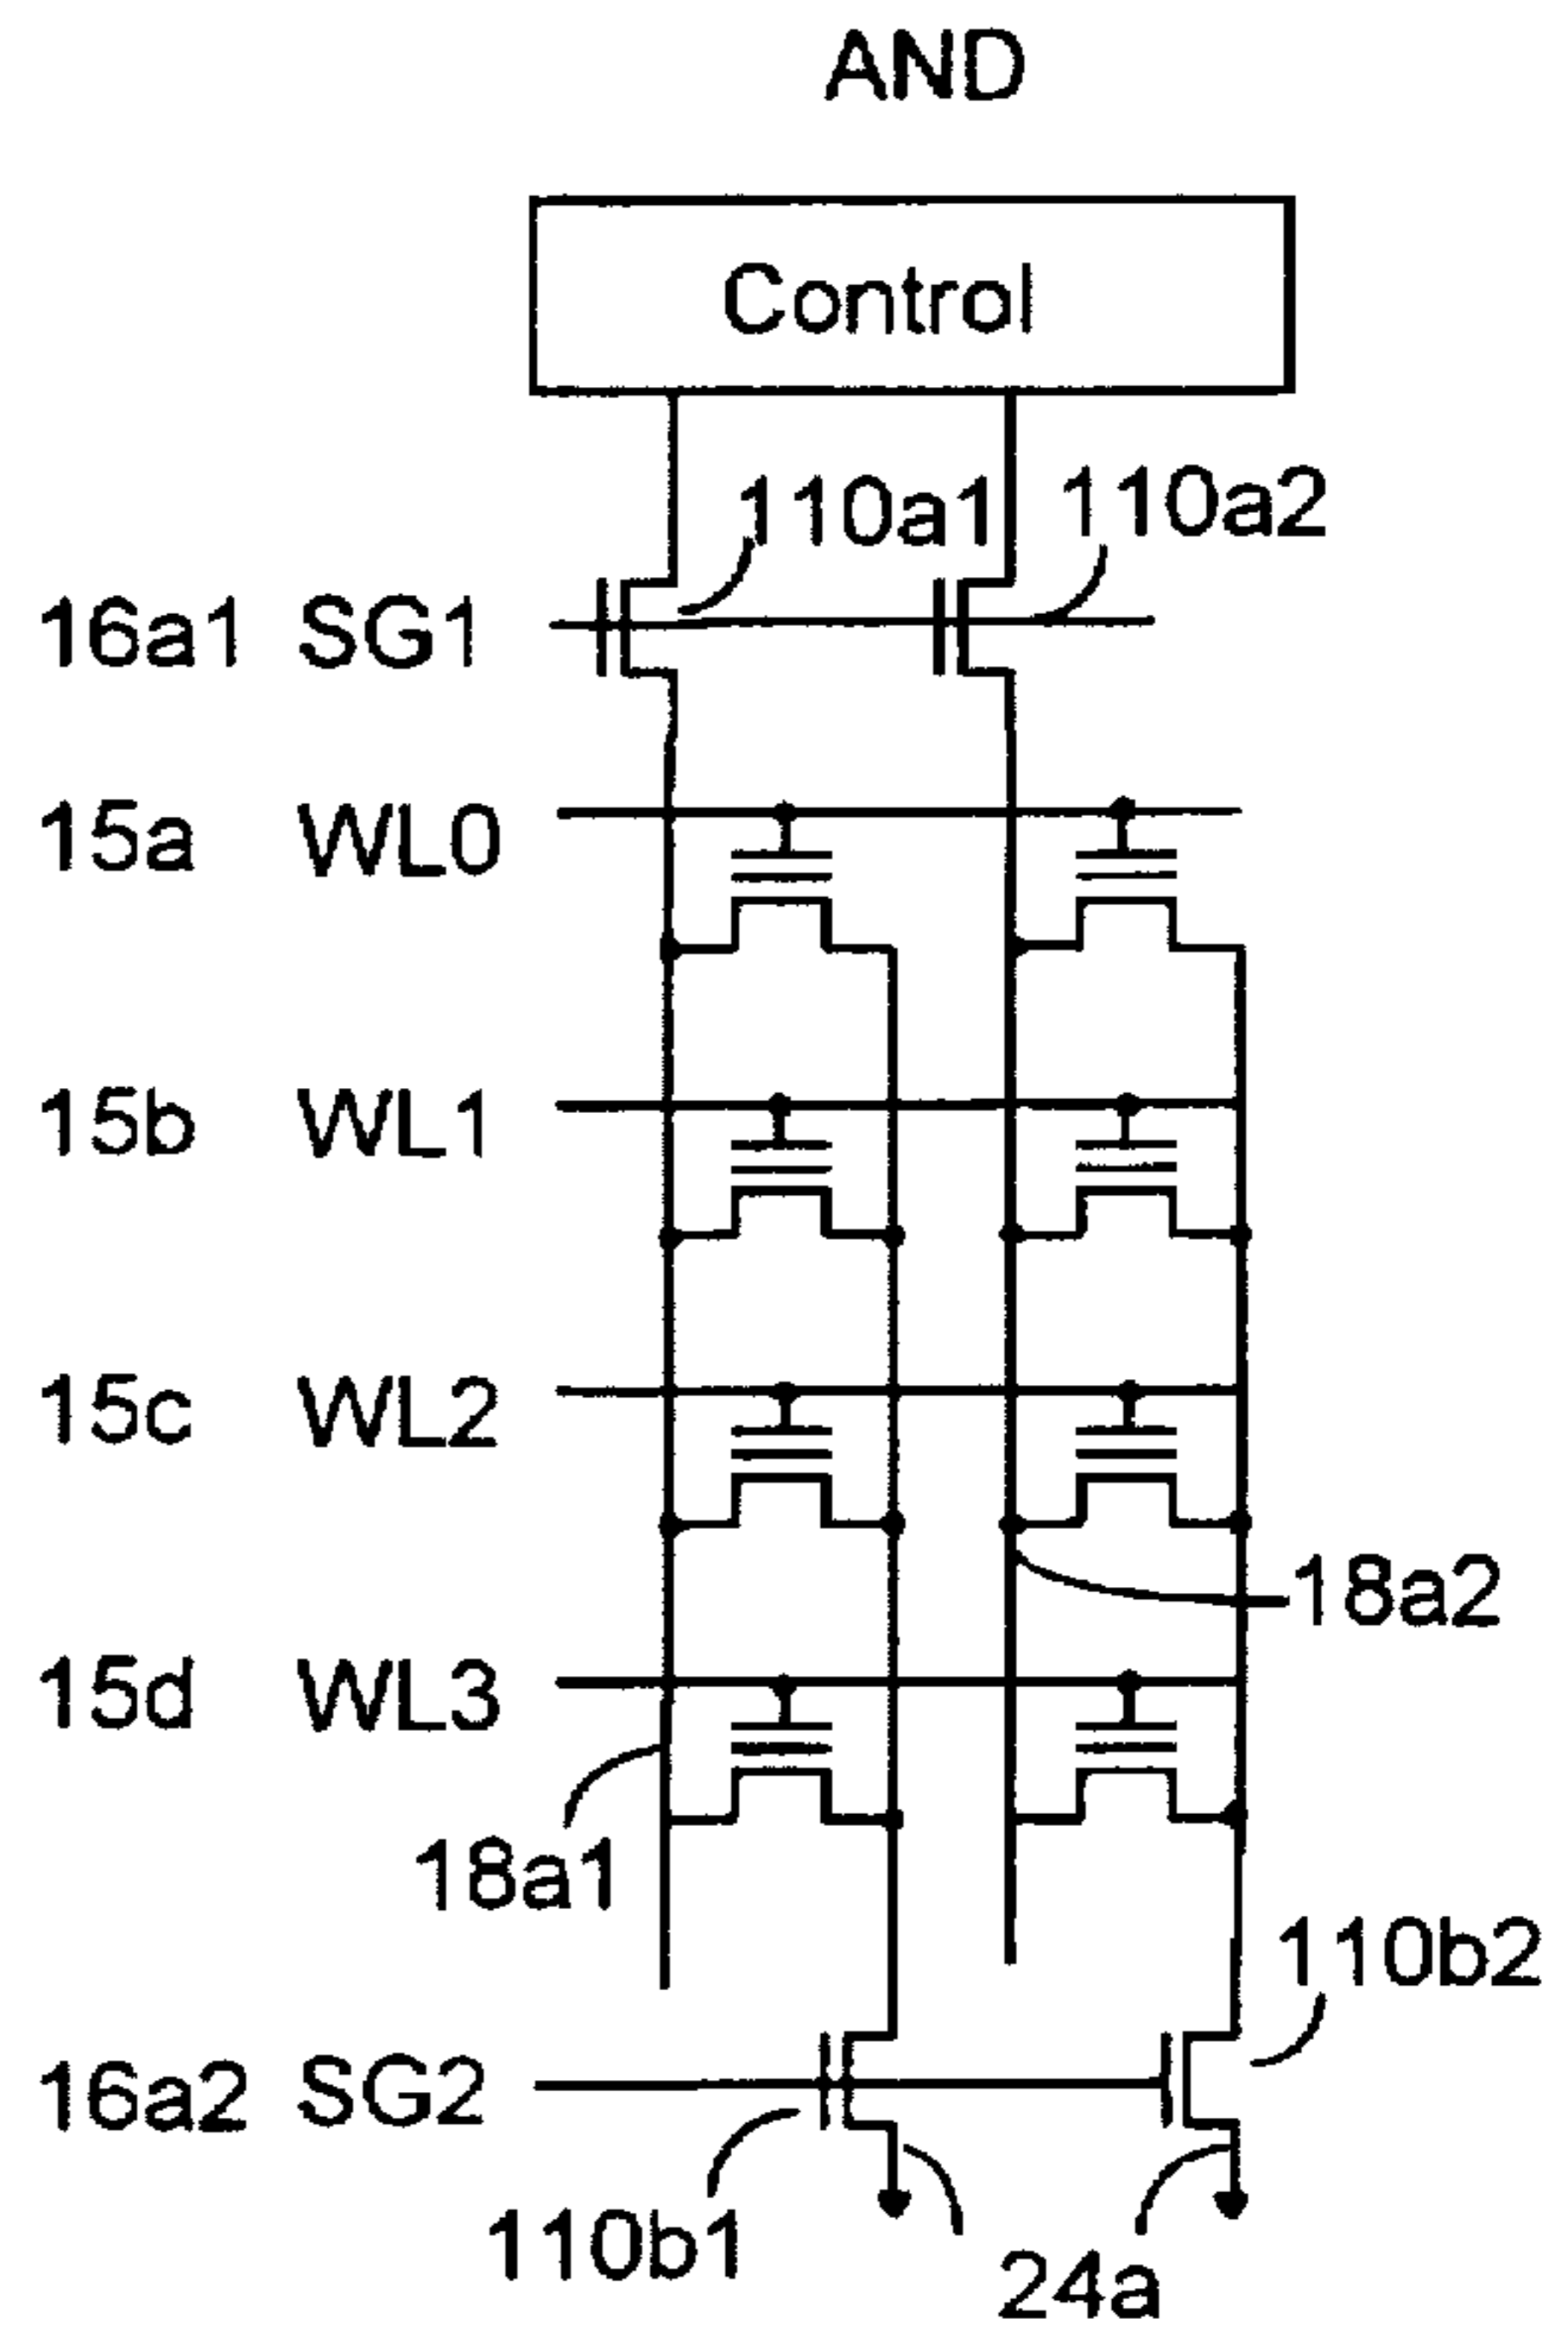 AND
Control
110a1 110a2
16a1 SG1
15a WL0
15b WL1
15c WL2
18a2
15d WL3
18a1
110b2
16a2 SG2
110b1
24a